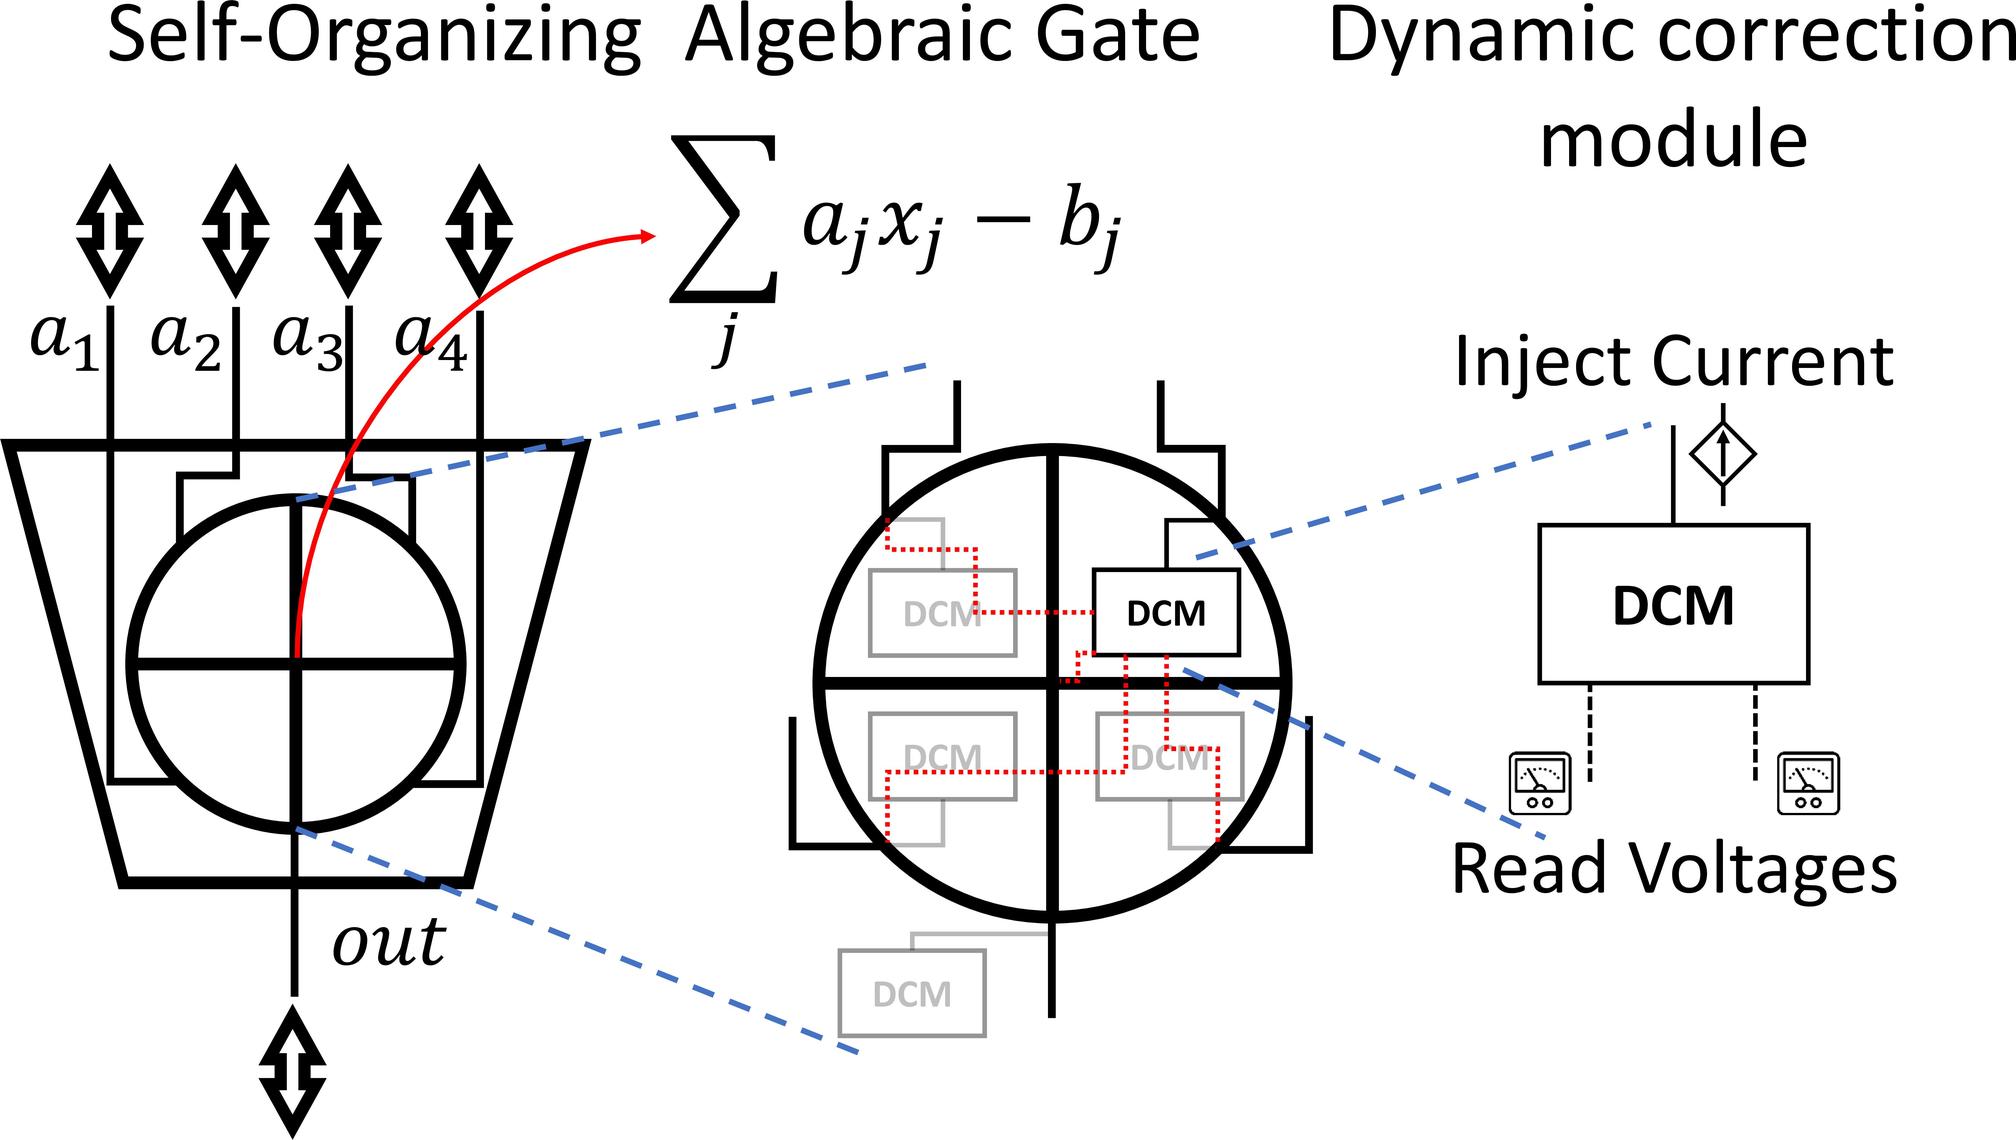 Self-Organizing Algebraic Gate
Dynamic correction
module
∑ a_j x_j − b_j
j
a_1 a_2 a_3 a_4
Inject Current
DCM
DCM
DCM
DCM
DCM
Read Voltages
out
DCM